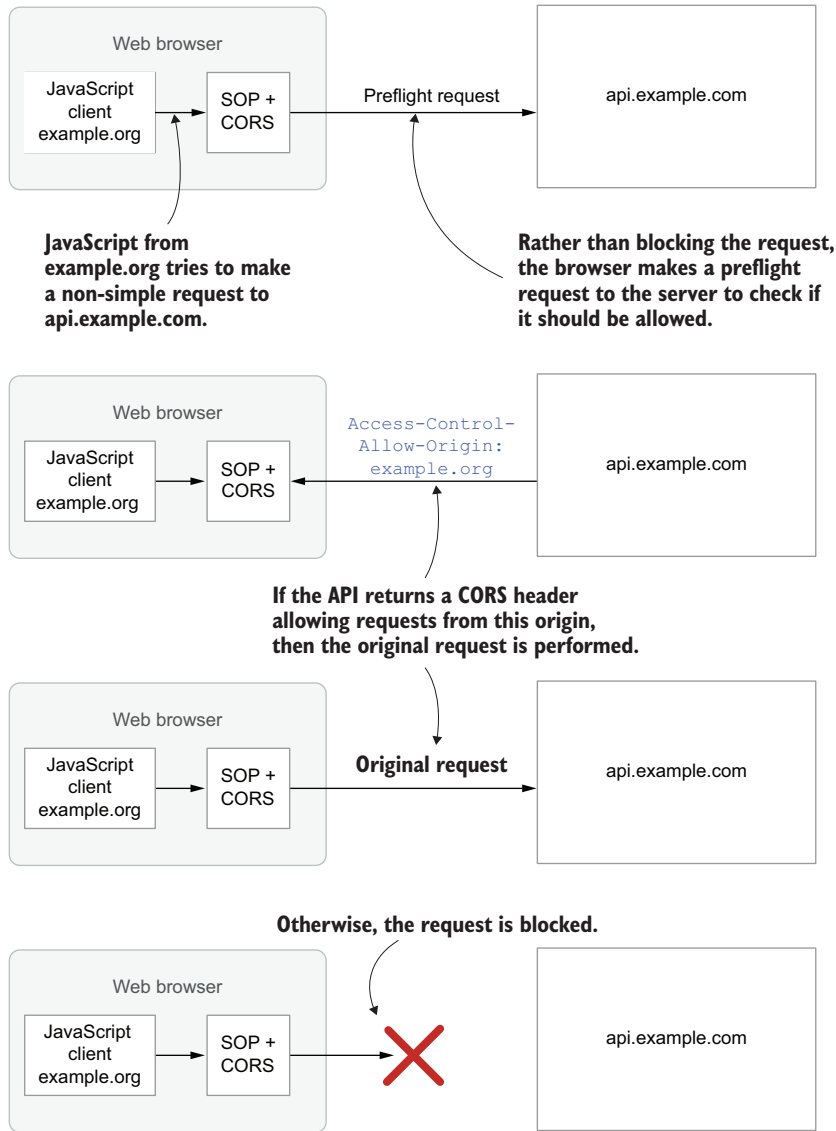 Web browser
JavaScript
client
example.org
SOP +
CORS
Preflight request
api.example.com
JavaScript from
example.org tries to make
a non-simple request to
api.example.com.
Rather than blocking the request,
the browser makes a preflight
request to the server to check if
it should be allowed.
Web browser
JavaScript
client
example.org
SOP +
CORS
Access-Control-
Allow-Origin:
example.org
api.example.com
If the API returns a CORS header
allowing requests from this origin,
then the original request is performed.
Web browser
JavaScript
client
example.org
SOP +
CORS
Original request
api.example.com
Otherwise, the request is blocked.
Web browser
JavaScript
client
example.org
SOP +
CORS
api.example.com